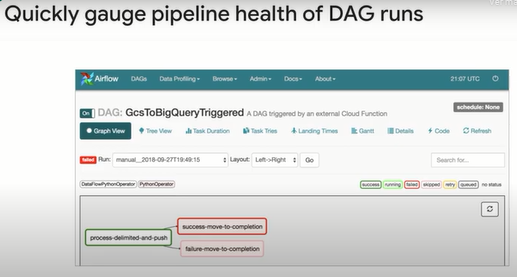 Quickly gauge pipeline health of DAG runs
Airflow DAGs Data Profiling Browse Admin Docs About 21:07 UTC
On DAG: GcsToBigQueryTriggered A DAG triggered by an external Cloud Function schedule: None
Graph View Tree View Task Duration Task Tries Landing Times Gantt Details Code Refresh
failed Run: manual__2018-09-27T19:49:15 Layout: Left->Right Go Search for...
DataFlowPythonOperator PythonOperator success running failed skipped retry queued no status
success-move-to-completion
process-delimited-and-push
failure-move-to-completion